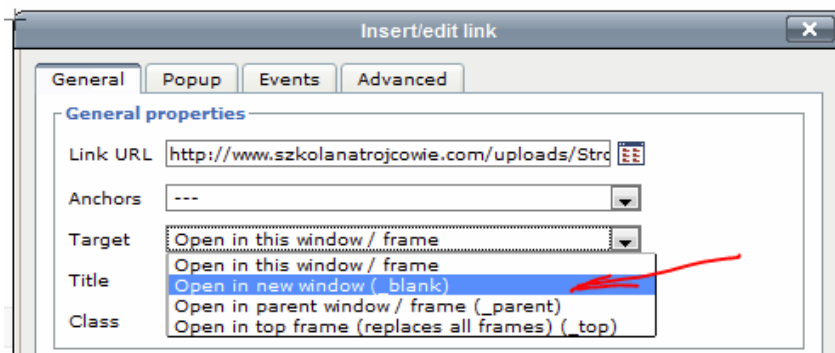 Insert/edit link
General Popup Events Advanced
General properties
Link URL http://www.szkolanatrojcowie.com/uploads/Strc
Anchors ---
Target Open in this window / frame
Open in this window / frame
Title Open in new window (_blank)
Open in parent window / frame (_parent)
Class Open in top frame (replaces all frames) (_top)